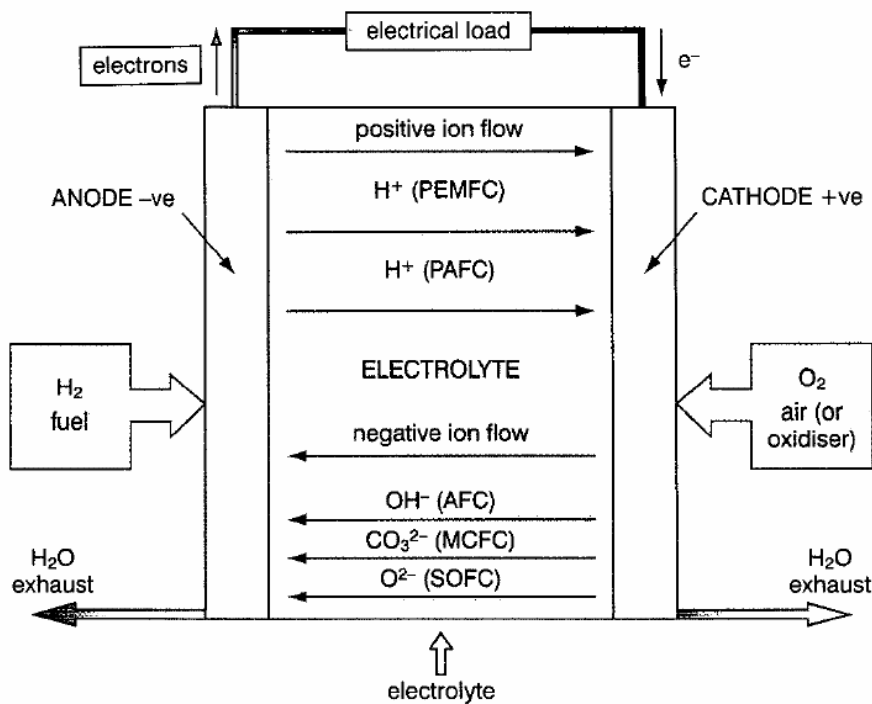 electrical load
electrons
e⁻
positive ion flow
H⁺ (PEMFC)
ANODE –ve
CATHODE +ve
H⁺ (PAFC)
ELECTROLYTE
H₂
fuel
O₂
air (or
oxidiser)
negative ion flow
OH⁻ (AFC)
CO₃²⁻ (MCFC)
O²⁻ (SOFC)
H₂O
exhaust
H₂O
exhaust
electrolyte